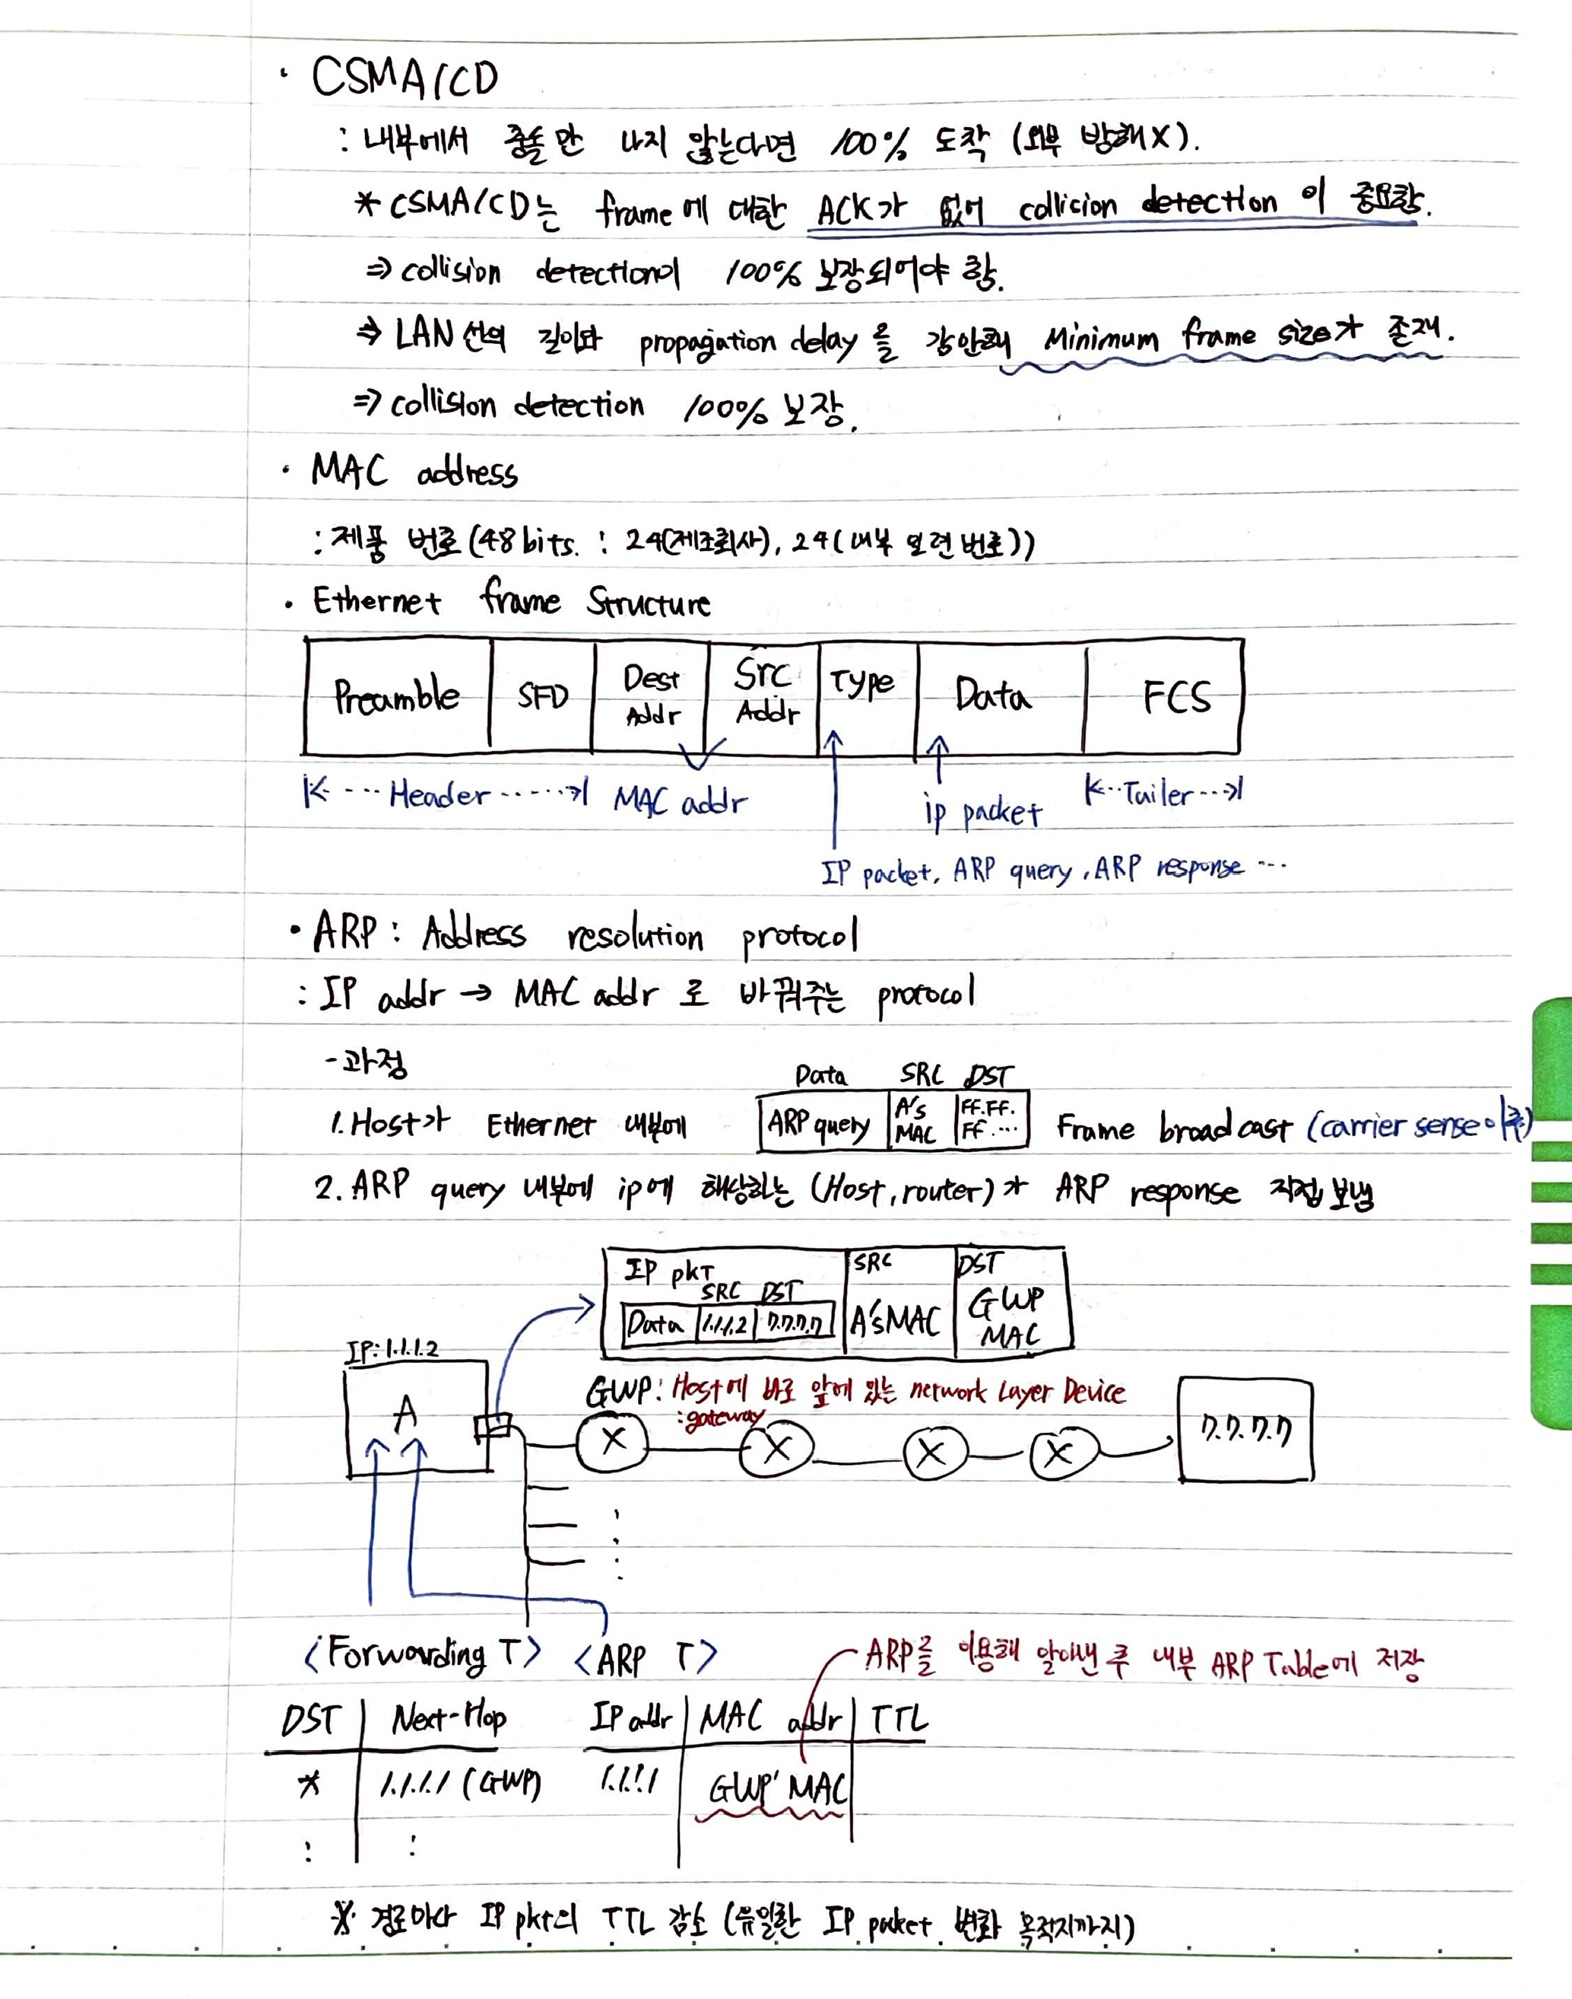 · CSMA/CD
: 내부에서 충돌만 나지 않는다면 100% 도착 (외부 방해X).
* CSMA/CD는 frame에 대한 ACK가 없어 collision detection이 중요함.
⇒ collision detection이 100% 보장되어야 함.
⇒ LAN선의 길이와 propagation delay을 감안해 Minimum frame size가 존재.
⇒ collision detection 100% 보장.
· MAC address
: 제품 번호(48bits. : 24(제조회사), 24(내부 일련번호))
· Ethernet frame Structure
Preamble SFD Dest Addr Src Addr Type Data FCS
Header MAC addr ip packet Tailer
IP packet, ARP query, ARP response ...
· ARP : Address resolution protocol
: IP addr → MAC addr 로 바꿔주는 protocol
- 과정
Data SRC DST
1. Host가 Ethernet 내부에 ARP query A's MAC FF.FF.FF.... Frame broadcast (carrier sense 이후)
2. ARP query 내부에 ip에 해당하는 (Host, router)가 ARP response 직접 보냄
IP pkt SRC DST
SRC DST
Data 1.1.1.2 7.7.7.7 A's MAC GWP MAC
IP:1.1.1.2
GWP: Host에 바로 앞에 있는 network Layer Device
:gateway
A X X X X 7.7.7.7
<Forwarding T> <ARP T> ARP를 이용해 알아낸 후 내부 ARP Table에 저장
DST Next-Hop IP addr MAC addr TTL
* 1.1.1.1 (GWP) 1.1.1.1 GWP' MAC
: :
※ 경로마다 IP pkt의 TTL 감소 (유일한 IP packet 변화 목적지까지)